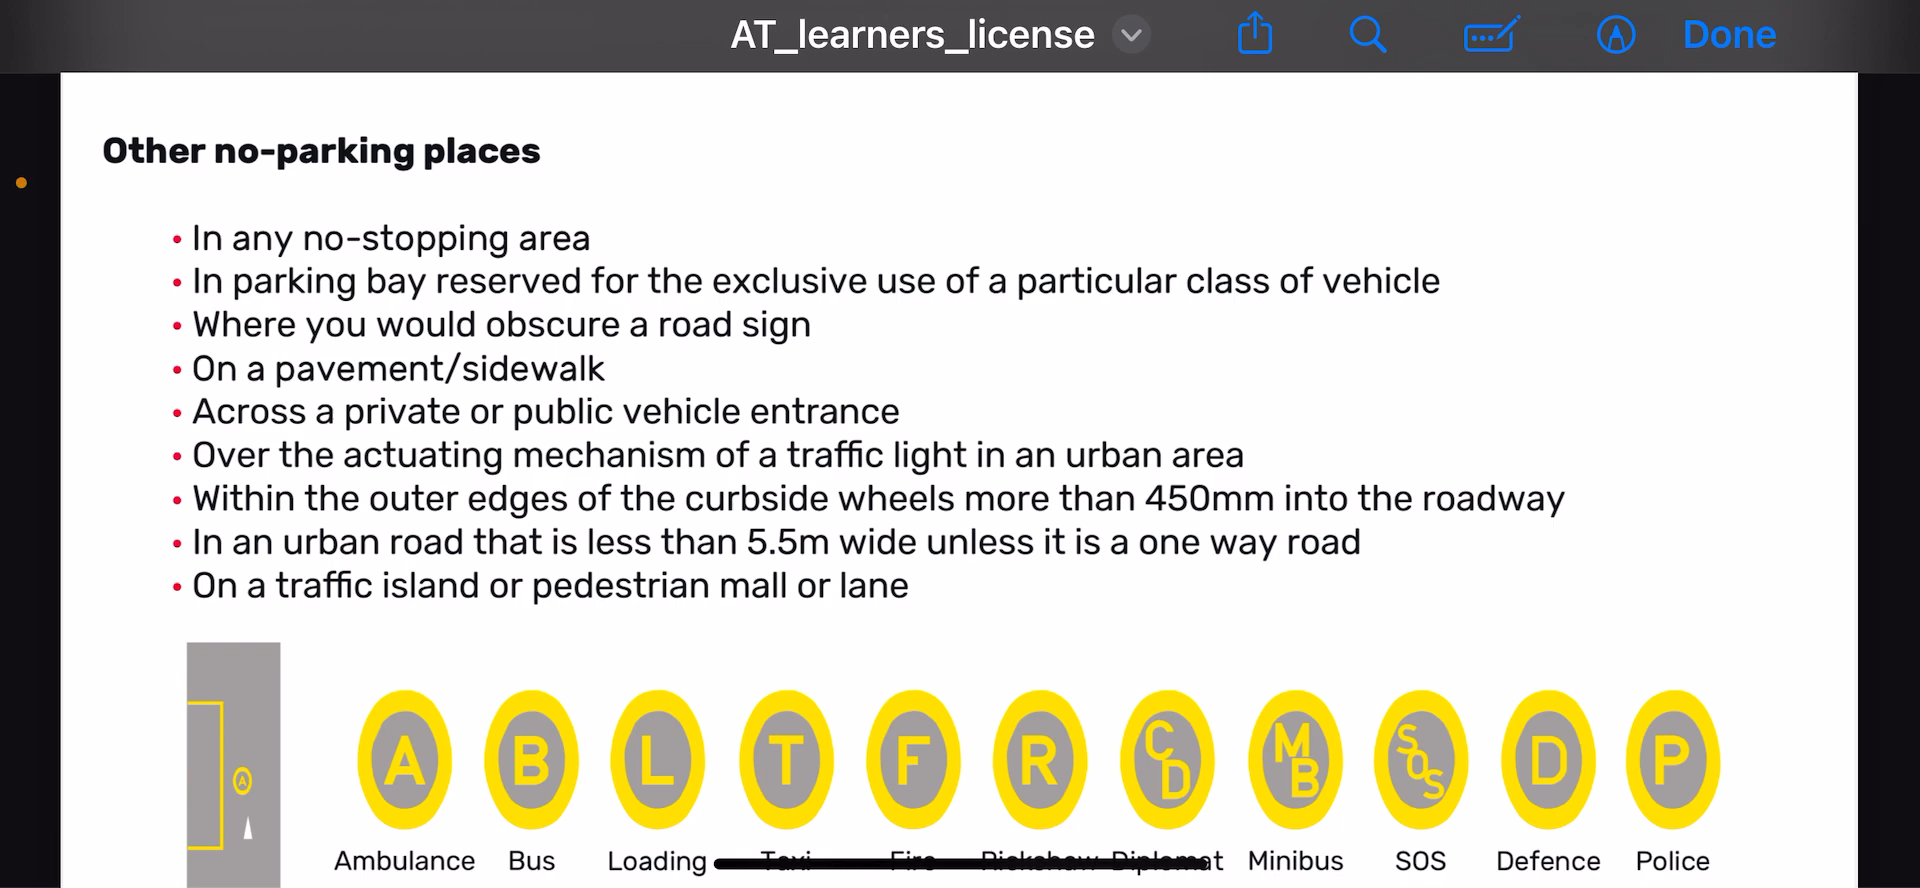 AT_learners_license
Done
Other no-parking places
• In any no-stopping area
• In parking bay reserved for the exclusive use of a particular class of vehicle
• Where you would obscure a road sign
• On a pavement/sidewalk
• Across a private or public vehicle entrance
• Over the actuating mechanism of a traffic light in an urban area
• Within the outer edges of the curbside wheels more than 450mm into the roadway
• In an urban road that is less than 5.5m wide unless it is a one way road
• On a traffic island or pedestrian mall or lane
A B L T F R CD MB SOS D P
A
Ambulance Bus Loading Taxi Fire Rickshaw Diplomat Minibus SOS Defence Police